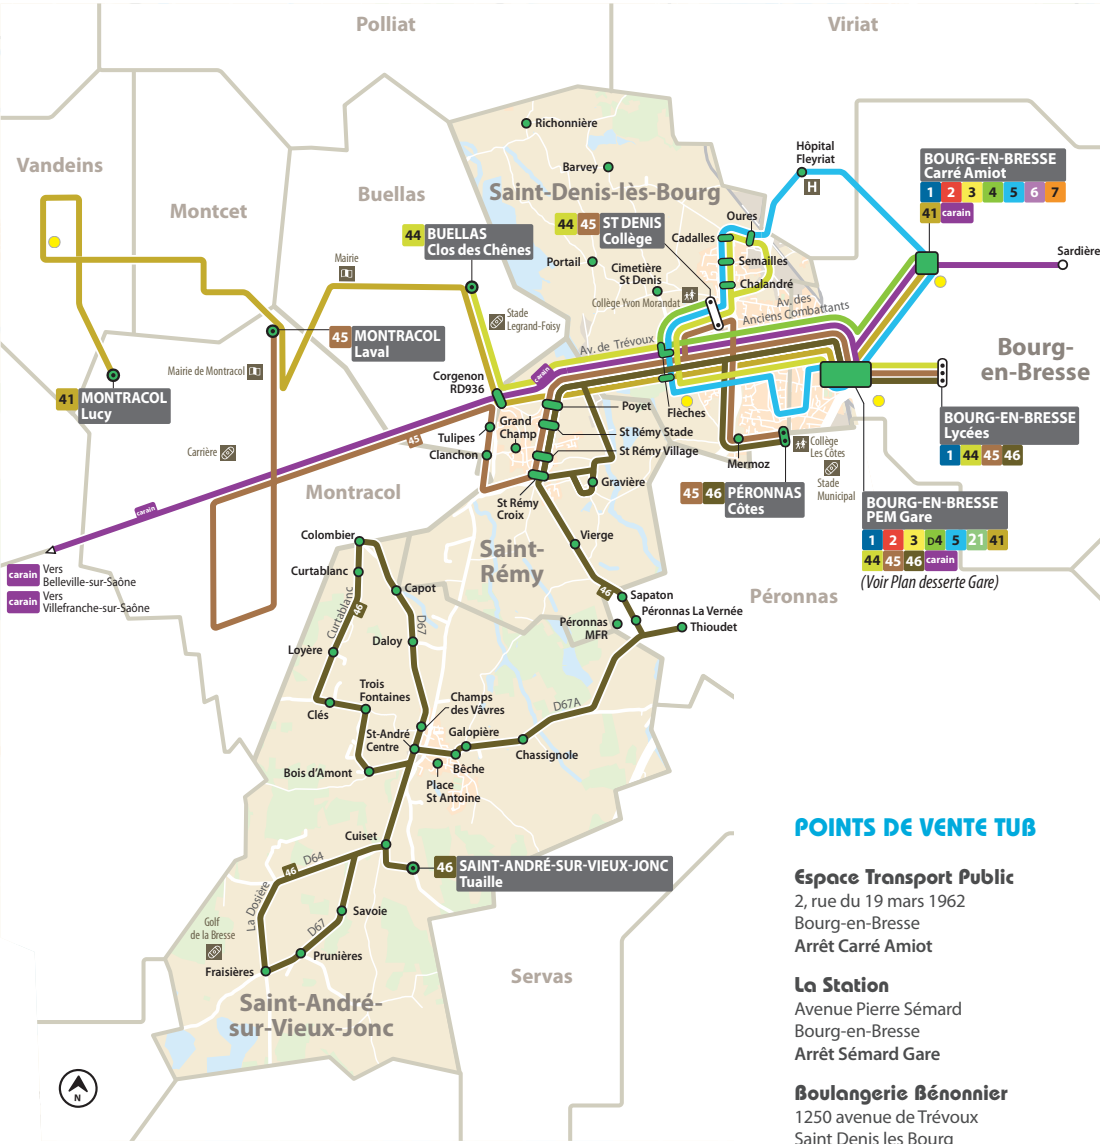 Polliat
Viriat
Vandeins
Montcet
Buellas
Richonnière
Barvey
Saint-Denis-lès-Bourg
Hôpital
Fleyriat
H
BOURG-EN-BRESSE
Carré Amiot
1 2 3 4 5 6 7
41 carain
Sardière
44 BUELLAS
Clos des Chênes
44 45 ST DENIS
Collège
Oures
Cadalles
Semailles
Chalandré
Portail
Cimetière
St Denis
Collège Yvon Morandat
Mairie
Stade
Legrand-Foisy
Av. des
Anciens Combattants
Av. de Trévoux
45 MONTRACOL
Laval
Mairie de Montracol
41 MONTRACOL
Lucy
Corgenon
RD936
carain
Bourg-
en-Bresse
Poyet
Flèches
Grand
Champ
Tulipes
Clanchon
St Rémy Stade
St Rémy Village
Gravière
St Rémy
Croix
45
Carrière
Mermoz
Collège
Les Côtes
Stade
Municipal
BOURG-EN-BRESSE
Lycées
1 44 45 46
45 46 PÉRONNAS
Côtes
BOURG-EN-BRESSE
PEM Gare
1 2 3 D4 5 21 41
44 45 46 carain
(Voir Plan desserte Gare)
Montracol
carain
carain Vers
Belleville-sur-Saône
carain Vers
Villefranche-sur-Saône
Saint-
Rémy
Péronnas
Vierge
46
Sapaton
Péronnas La Vernée
Péronnas
MFR
Thioudet
Colombier
Curtablanc
Curtablanc
46
Capot
D67
Daloy
Loyère
Trois
Fontaines
Clés
Champs
des Vâvres
St-André
Centre
Galopière
D67A
Chassignole
Bêche
Place
St Antoine
Bois d'Amont
Cuiset
46 SAINT-ANDRÉ-SUR-VIEUX-JONC
Tuaille
D64
46
La Dosière
Savoie
D67
Prunières
Golf
de la Bresse
Fraisières
Saint-André-
sur-Vieux-Jonc
Servas
N
POINTS DE VENTE TUB
Espace Transport Public
2, rue du 19 mars 1962
Bourg-en-Bresse
Arrêt Carré Amiot
La Station
Avenue Pierre Sémard
Bourg-en-Bresse
Arrêt Sémard Gare
Boulangerie Bénonnier
1250 avenue de Trévoux
Saint Denis les Bourg